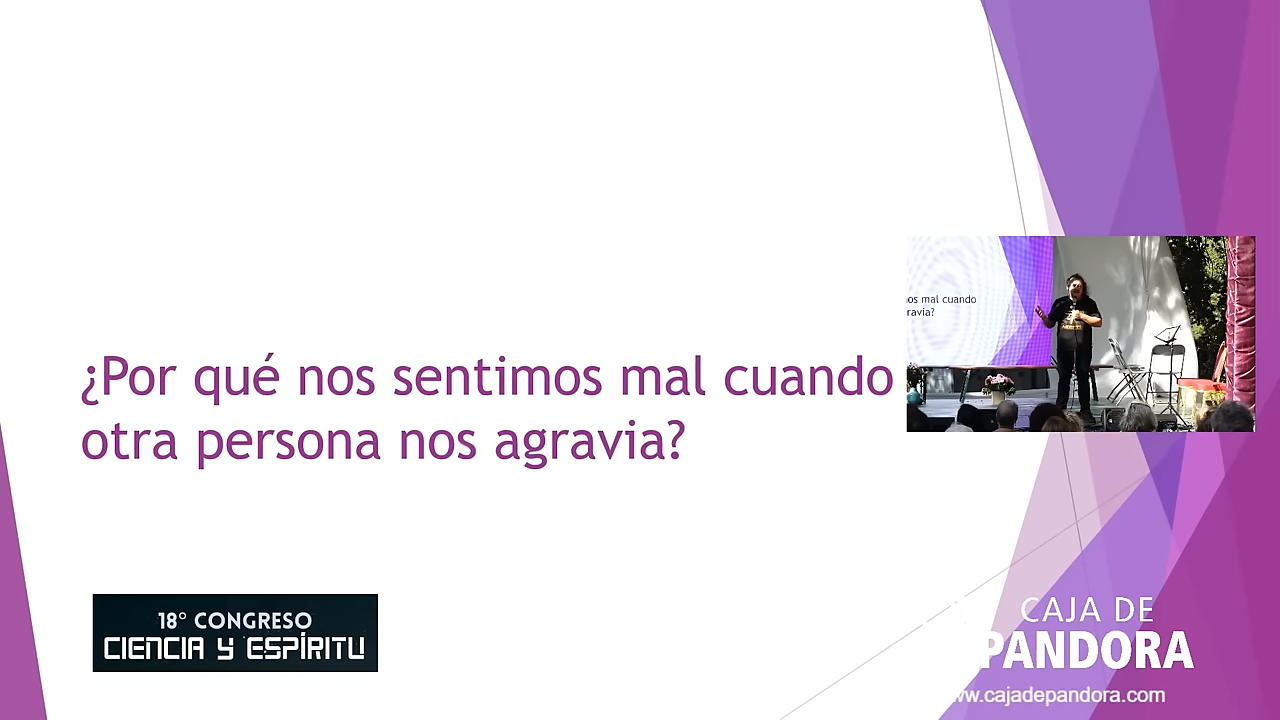 ¿Por qué nos sentimos mal cuando
otra persona nos agravia?
os mal cuando
ravia?
18° CONGRESO
CIENCIA Y ESPÍRITU
CAJA DE
PANDORA
www.cajadepandora.com